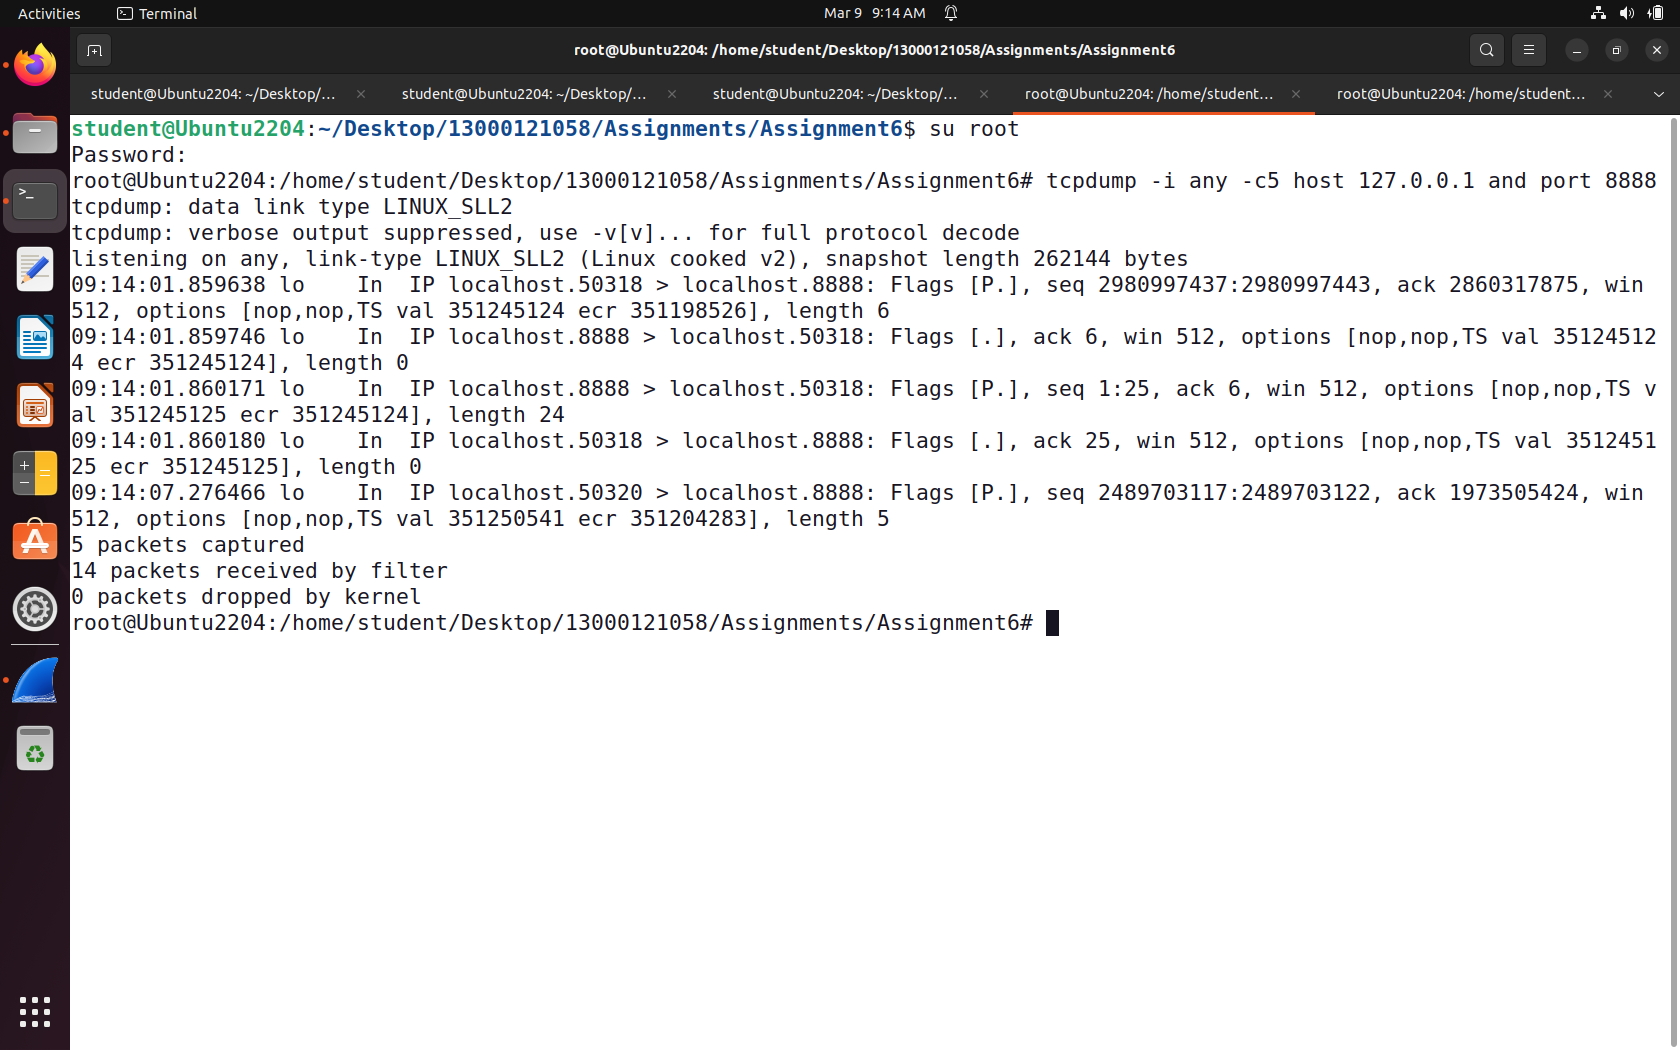 Activities
Terminal
Mar 9 9:14 AM
root@Ubuntu2204: /home/student/Desktop/13000121058/Assignments/Assignment6
student@Ubuntu2204: ~/Desktop/...
student@Ubuntu2204: ~/Desktop/...
student@Ubuntu2204: ~/Desktop/...
root@Ubuntu2204: /home/student...
root@Ubuntu2204: /home/student...
student@Ubuntu2204:~/Desktop/13000121058/Assignments/Assignment6$ su root
Password:
root@Ubuntu2204:/home/student/Desktop/13000121058/Assignments/Assignment6# tcpdump -i any -c5 host 127.0.0.1 and port 8888
tcpdump: data link type LINUX_SLL2
tcpdump: verbose output suppressed, use -v[v]... for full protocol decode
listening on any, link-type LINUX_SLL2 (Linux cooked v2), snapshot length 262144 bytes
09:14:01.859638 lo    In  IP localhost.50318 > localhost.8888: Flags [P.], seq 2980997437:2980997443, ack 2860317875, win
512, options [nop,nop,TS val 351245124 ecr 351198526], length 6
09:14:01.859746 lo    In  IP localhost.8888 > localhost.50318: Flags [.], ack 6, win 512, options [nop,nop,TS val 35124512
4 ecr 351245124], length 0
09:14:01.860171 lo    In  IP localhost.8888 > localhost.50318: Flags [P.], seq 1:25, ack 6, win 512, options [nop,nop,TS v
al 351245125 ecr 351245124], length 24
09:14:01.860180 lo    In  IP localhost.50318 > localhost.8888: Flags [.], ack 25, win 512, options [nop,nop,TS val 3512451
25 ecr 351245125], length 0
09:14:07.276466 lo    In  IP localhost.50320 > localhost.8888: Flags [P.], seq 2489703117:2489703122, ack 1973505424, win
512, options [nop,nop,TS val 351250541 ecr 351204283], length 5
5 packets captured
14 packets received by filter
0 packets dropped by kernel
root@Ubuntu2204:/home/student/Desktop/13000121058/Assignments/Assignment6#